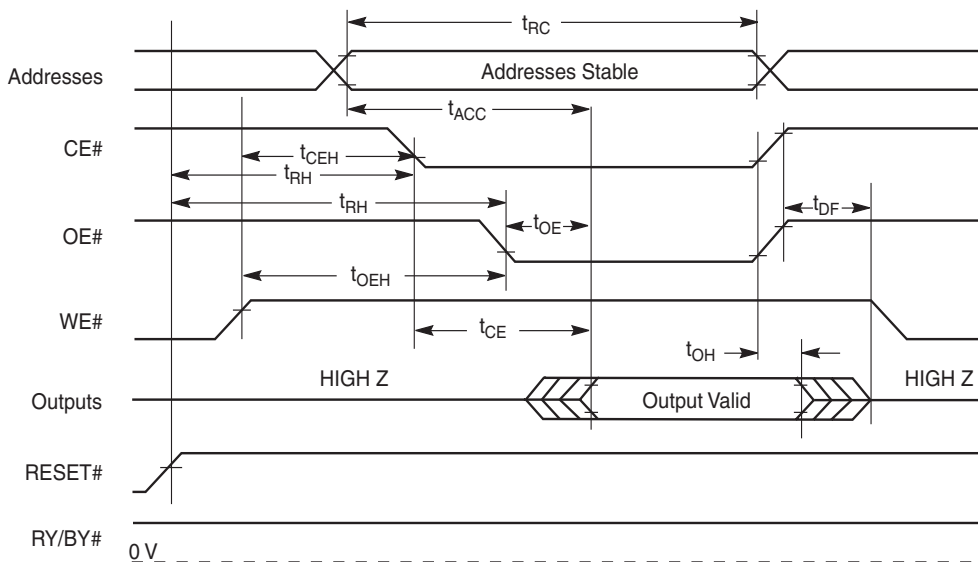 tRC
Addresses
Addresses Stable
tACC
CE#
tCEH
tRH
tRH
tDF
OE#
tOE
tOEH
WE#
tCE
tOH
HIGH Z
HIGH Z
Outputs
Output Valid
RESET#
RY/BY#
0 V